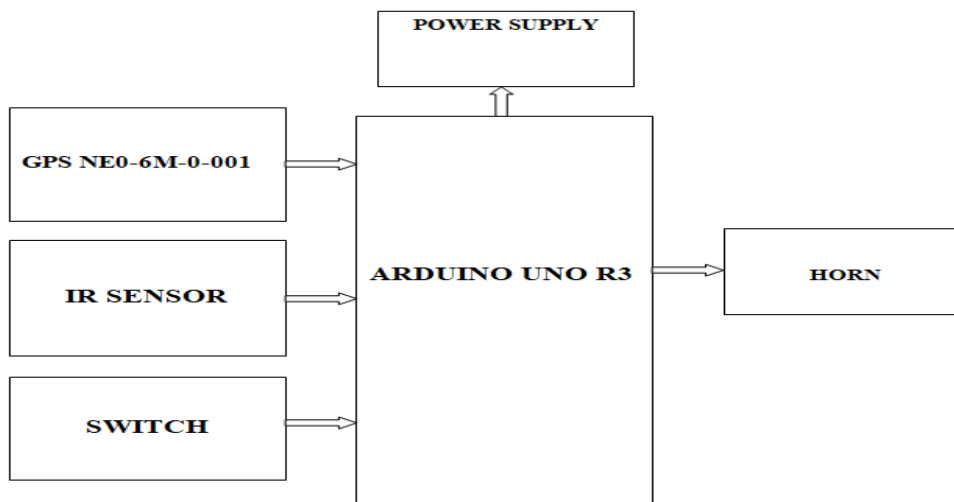 POWER SUPPLY
GPS NE0-6M-0-001
IR SENSOR
SWITCH
ARDUINO UNO R3
HORN